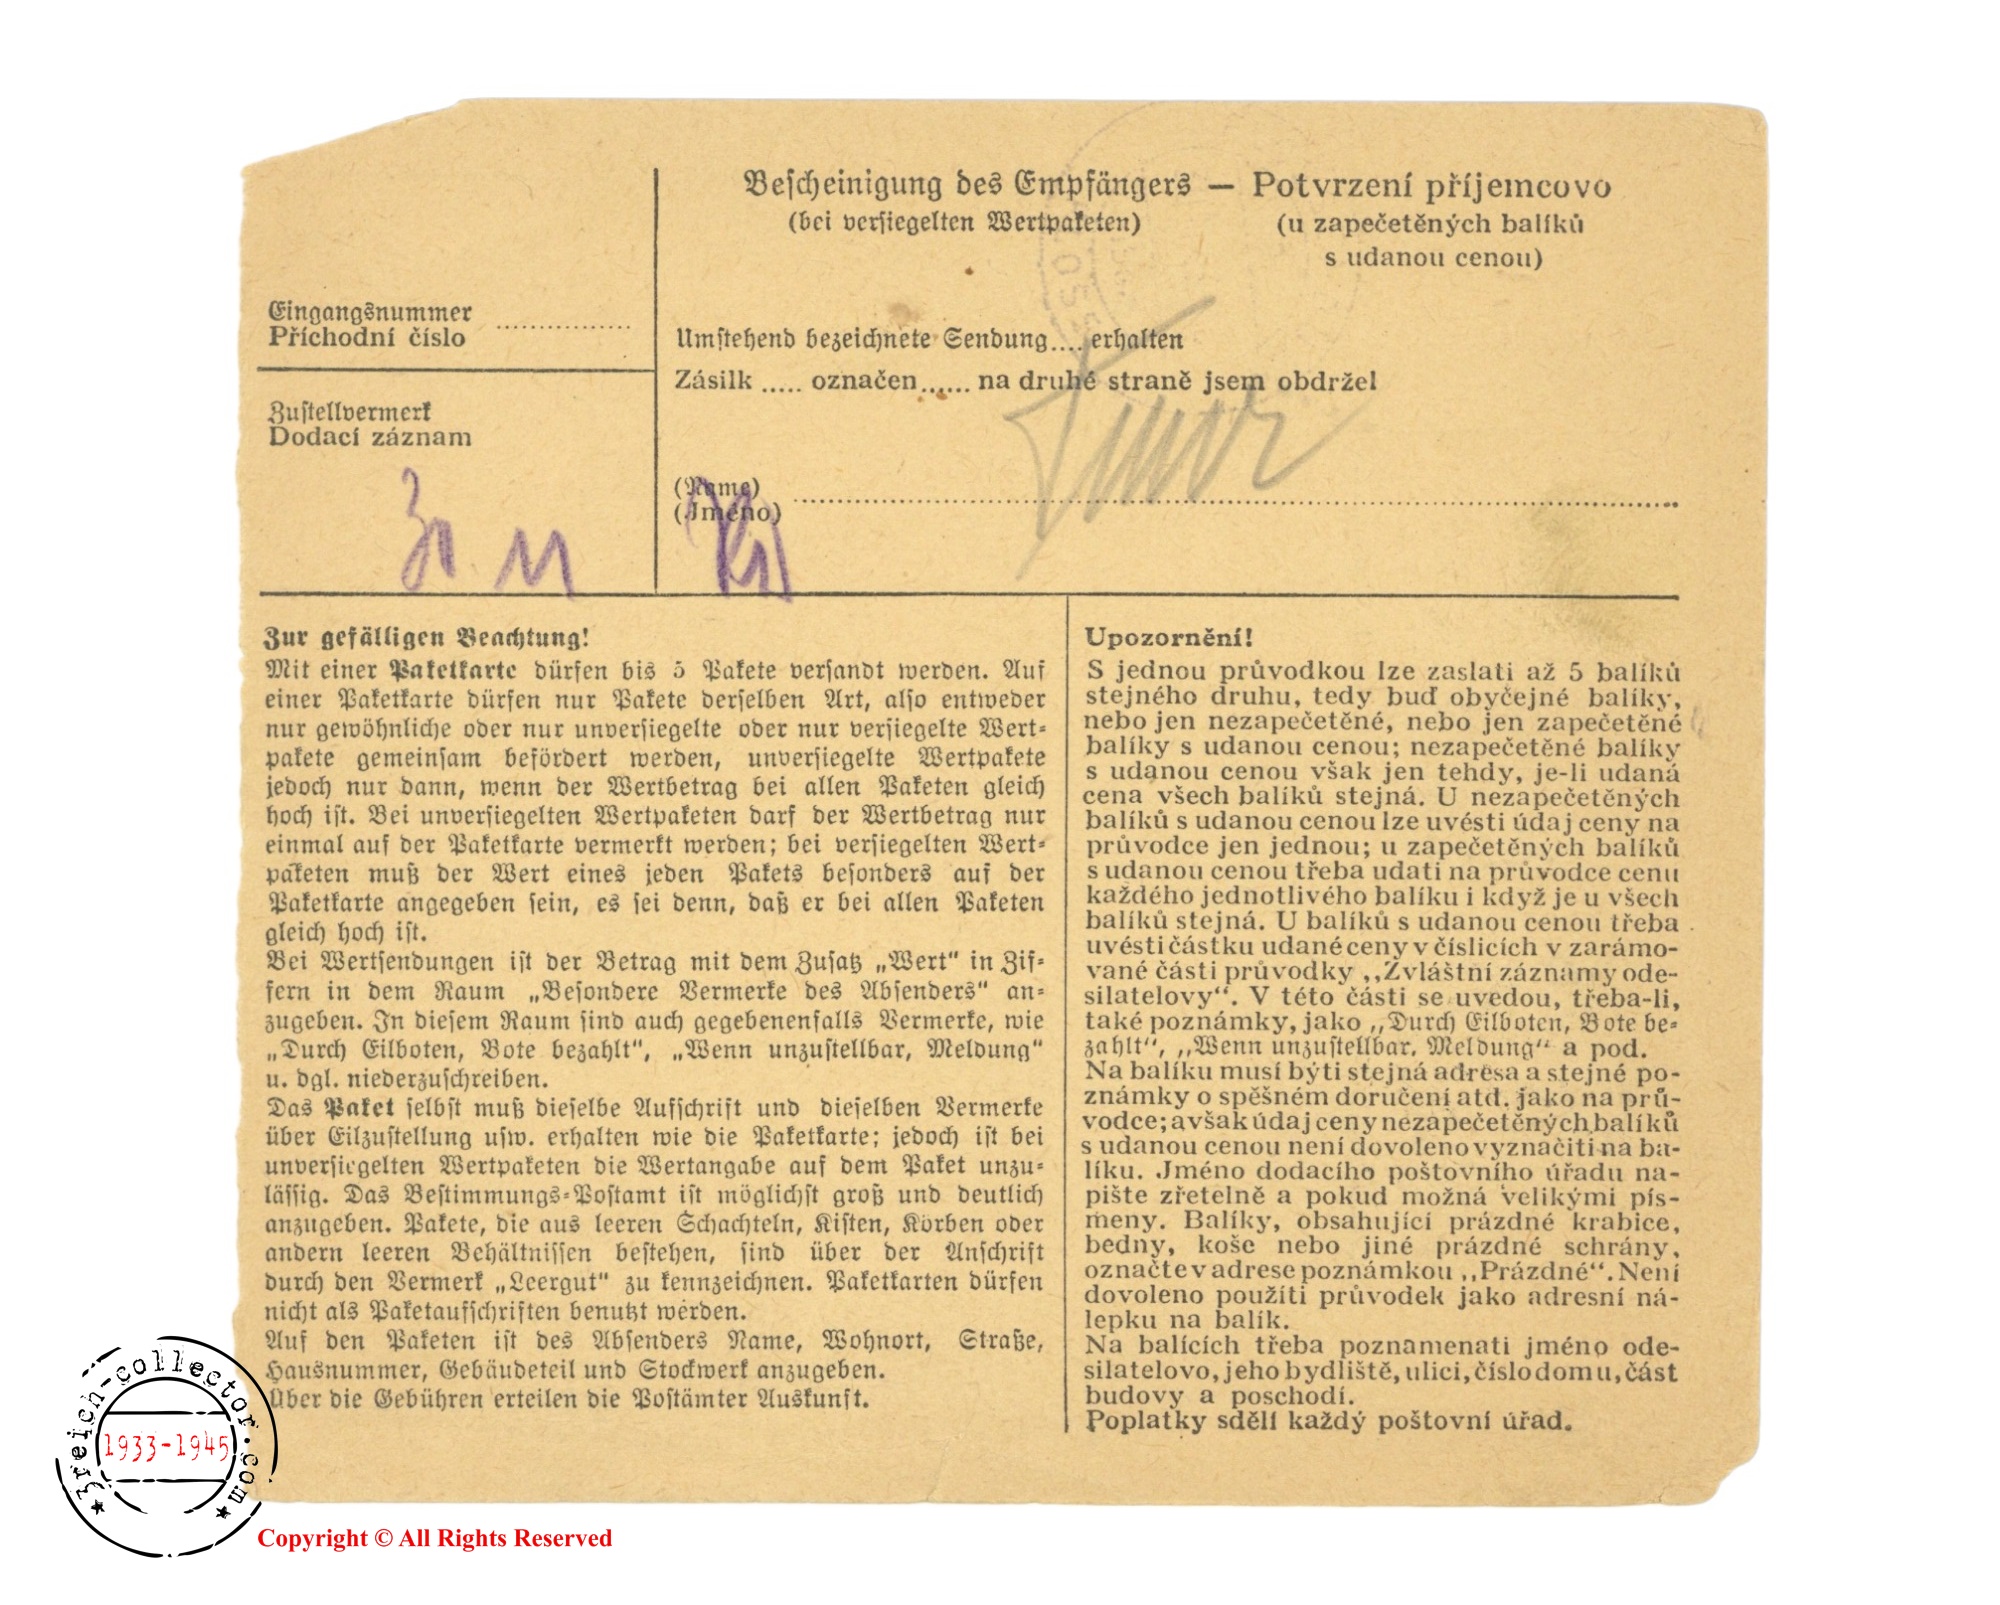 Bescheinigung des Empfängers — Potvrzení příjemcovo
(bei versiegelten Wertpaketen)
(u zapečetěných balíků
s udanou cenou)
Eingangsnummer
Příchodní číslo ....................
Umstehend bezeichnete Sendung.... erhalten
Zásilk ..... označen...... na druhé straně jsem obdržel
Zustellvermerk
Dodací záznam
(Name)
(Jméno)
Zur gefälligen Beachtung!
Mit einer Paketkarte dürfen bis 5 Pakete versandt werden. Auf
einer Paketkarte dürfen nur Pakete derselben Art, also entweder
nur gewöhnliche oder nur unversiegelte oder nur versiegelte Wert=
pakete gemeinsam befördert werden, unversiegelte Wertpakete
jedoch nur dann, wenn der Wertbetrag bei allen Paketen gleich
hoch ist. Bei unversiegelten Wertpaketen darf der Wertbetrag nur
einmal auf der Paketkarte vermerkt werden; bei versiegelten Wert=
paketen muß der Wert eines jeden Pakets besonders auf der
Paketkarte angegeben sein, es sei denn, daß er bei allen Paketen
gleich hoch ist.
Bei Wertsendungen ist der Betrag mit dem Zusatz „Wert" in Zif=
fern in dem Raum „Besondere Vermerke des Absenders" an=
zugeben. In diesem Raum sind auch gegebenenfalls Vermerke, wie
„Durch Eilboten, Bote bezahlt", „Wenn unzustellbar, Meldung"
u. dgl. niederzuschreiben.
Das Paket selbst muß dieselbe Aufschrift und dieselben Vermerke
über Eilzustellung usw. erhalten wie die Paketkarte; jedoch ist bei
unversiegelten Wertpaketen die Wertangabe auf dem Paket unzu=
lässig. Das Bestimmungs=Postamt ist möglichst groß und deutlich
anzugeben. Pakete, die aus leeren Schachteln, Kisten, Körben oder
andern leeren Behältnissen bestehen, sind über der Anschrift
durch den Vermerk „Leergut" zu kennzeichnen. Paketkarten dürfen
nicht als Paketaufschriften benutzt werden.
Auf den Paketen ist des Absenders Name, Wohnort, Straße,
Hausnummer, Gebäudeteil und Stockwerk anzugeben.
Über die Gebühren erteilen die Postämter Auskunft.
Upozornění!
S jednou průvodkou lze zaslati až 5 balíků
stejného druhu, tedy buď obyčejné balíky,
nebo jen nezapečetěné, nebo jen zapečetěné
balíky s udanou cenou; nezapečetěné balíky
s udanou cenou však jen tehdy, je-li udaná
cena všech balíků stejná. U nezapečetěných
balíků s udanou cenou lze uvésti údaj ceny na
průvodce jen jednou; u zapečetěných balíků
s udanou cenou třeba udati na průvodce cenu
každého jednotlivého balíku i když je u všech
balíků stejná. U balíků s udanou cenou třeba
uvésti částku udané ceny v číslicích v zarámo-
vané části průvodky „Zvláštní záznamy ode-
silatelovy". V této části se uvedou, třeba-li,
také poznámky, jako „Durch Eilboten, Bote be=
zahlt", „Wenn unzustellbar, Meldung" a pod.
Na balíku musí býti stejná adresa a stejné po-
známky o spěšném doručení atd. jako na prů-
vodce; avšak údaj ceny nezapečetěných balíků
s udanou cenou není dovoleno vyznačiti na ba-
líku. Jméno dodacího poštovního úřadu na-
pište zřetelně a pokud možná velikými pís-
meny. Balíky, obsahující prázdné krabice,
bedny, koše nebo jiné prázdné schrány,
označte v adrese poznámkou „Prázdné". Není
dovoleno použíti průvodek jako adresní ná-
lepku na balík.
Na balících třeba poznamenati jméno ode-
silatelovo, jeho bydliště, ulici, číslo domu, část
budovy a poschodí.
Poplatky sdělí každý poštovní úřad.
3reich-collector.com
1933-1945
Copyright © All Rights Reserved